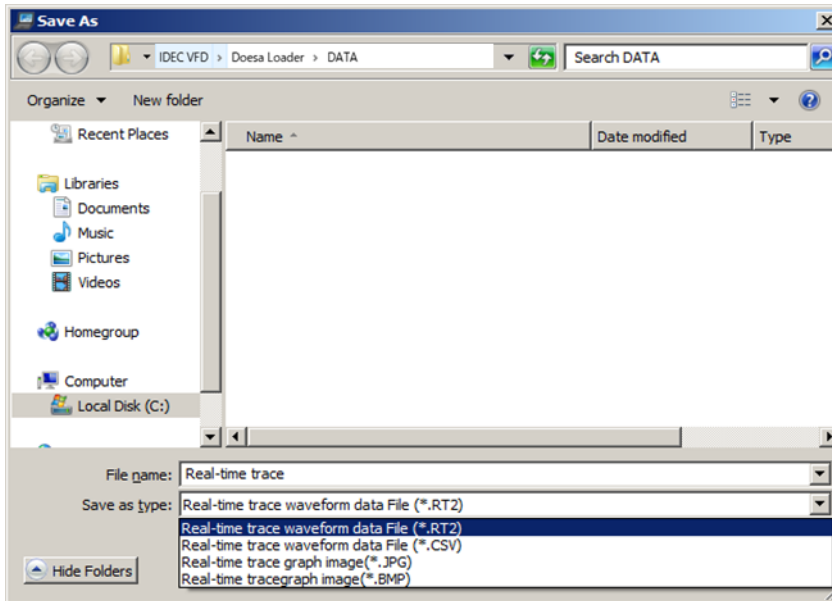 Save As
IDEC VFD > Doesa Loader > DATA
Search DATA
Organize
New folder
Recent Places
Name
Date modified
Type
Libraries
Documents
Music
Pictures
Videos
Homegroup
Computer
Local Disk (C:)
File name: Real-time trace
Save as type: Real-time trace waveform data File (*.RT2)
Real-time trace waveform data File (*.RT2)
Real-time trace waveform data File (*.CSV)
Real-time trace graph image(*.JPG)
Real-time tracegraph image(*.BMP)
Hide Folders